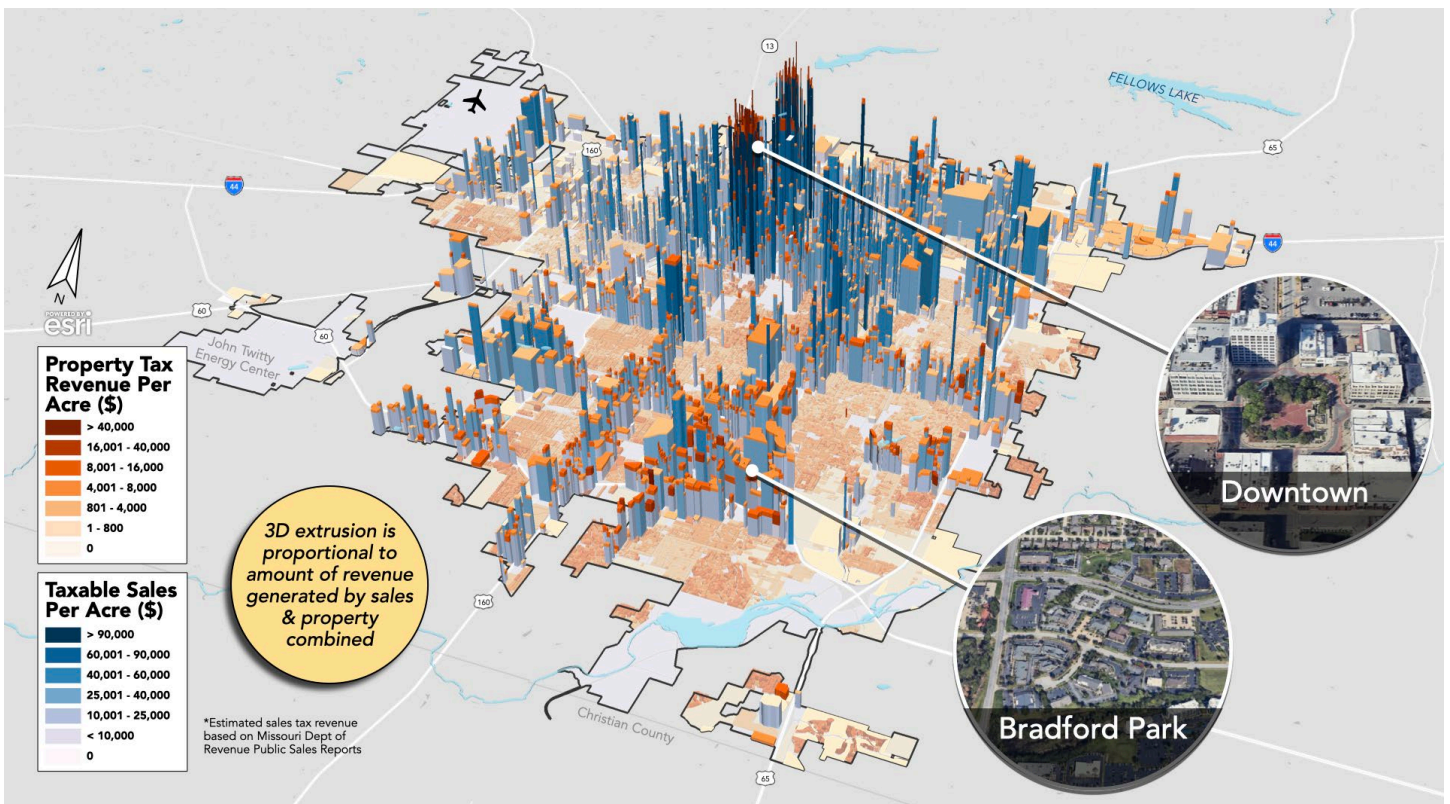 13
FELLOWS LAKE
65
160
44
44
N
POWERED BY
esri
60
60
John Twitty
Energy Center
Property Tax
Revenue Per
Acre ($)
> 40,000
16,001 - 40,000
8,001 - 16,000
4,001 - 8,000
801 - 4,000
1 - 800
0
Taxable Sales
Per Acre ($)
> 90,000
60,001 - 90,000
40,001 - 60,000
25,001 - 40,000
10,001 - 25,000
< 10,000
0
3D extrusion is
proportional to
amount of revenue
generated by sales
& property
combined
*Estimated sales tax revenue
based on Missouri Dept of
Revenue Public Sales Reports
160
Christian County
65
Downtown
Bradford Park